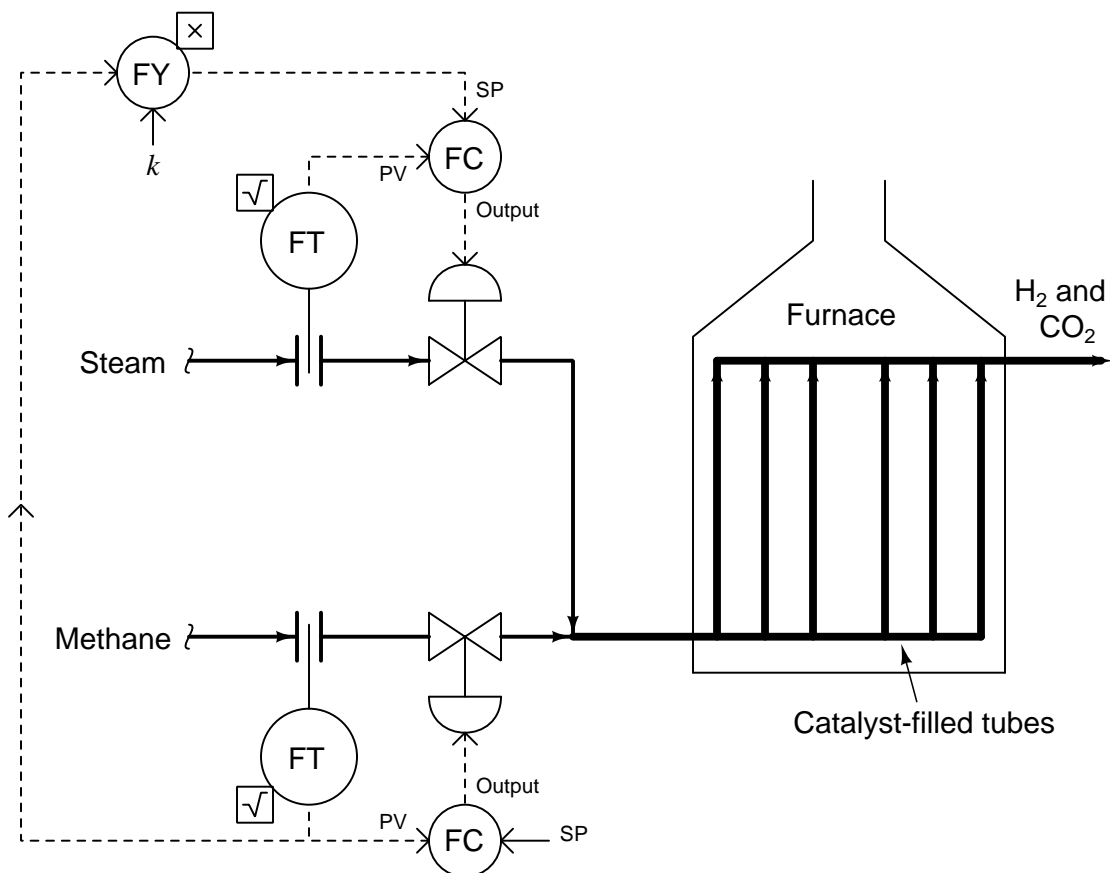 ×
FY
SP
k
FC
PV
√
Output
FT
Furnace
H₂ and
CO₂
Steam
Methane
Catalyst-filled tubes
FT
Output
√
PV
FC
SP